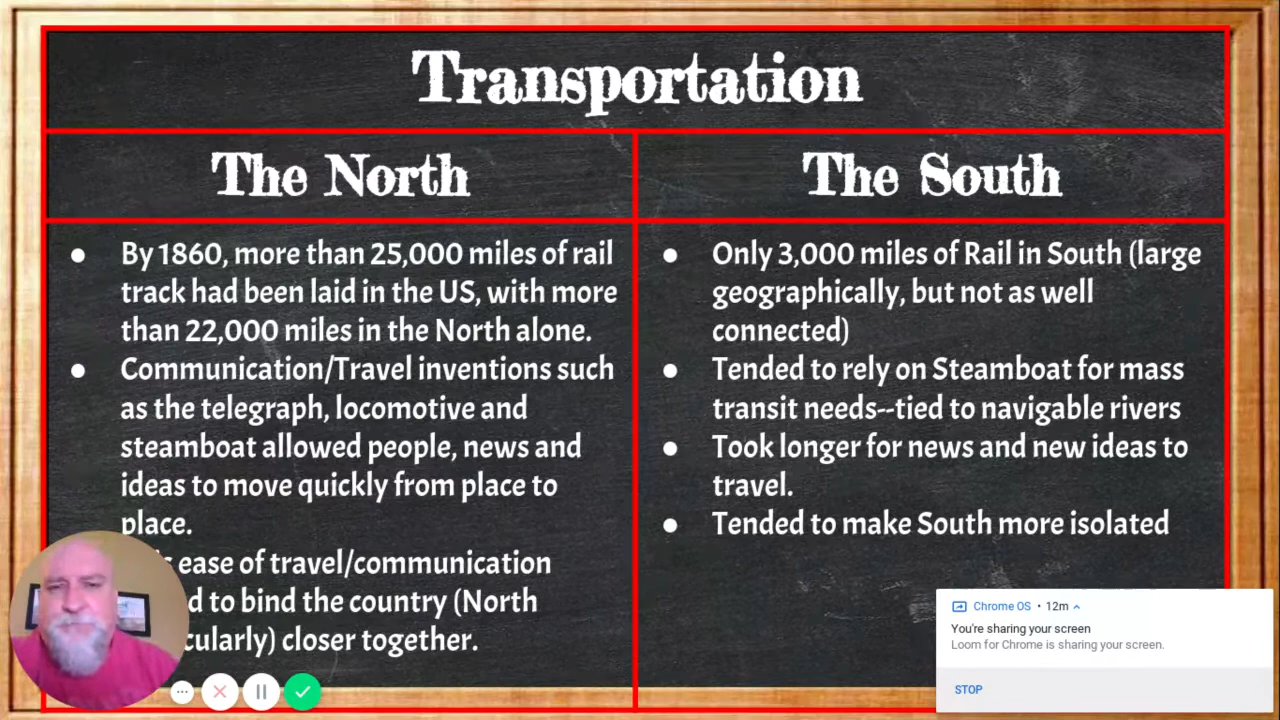 Transportation
The North
The South
● By 1860, more than 25,000 miles of rail
track had been laid in the US, with more
than 22,000 miles in the North alone.
● Communication/Travel inventions such
as the telegraph, locomotive and
steamboat allowed people, news and
ideas to move quickly from place to
place.
ease of travel/communication
to bind the country (North
closer together.
● Only 3,000 miles of Rail in South (large
geographically, but not as well
connected)
● Tended to rely on Steamboat for mass
transit needs--tied to navigable rivers
● Took longer for news and new ideas to
travel.
● Tended to make South more isolated
Chrome OS • 12m
You're sharing your screen
Loom for Chrome is sharing your screen.
STOP